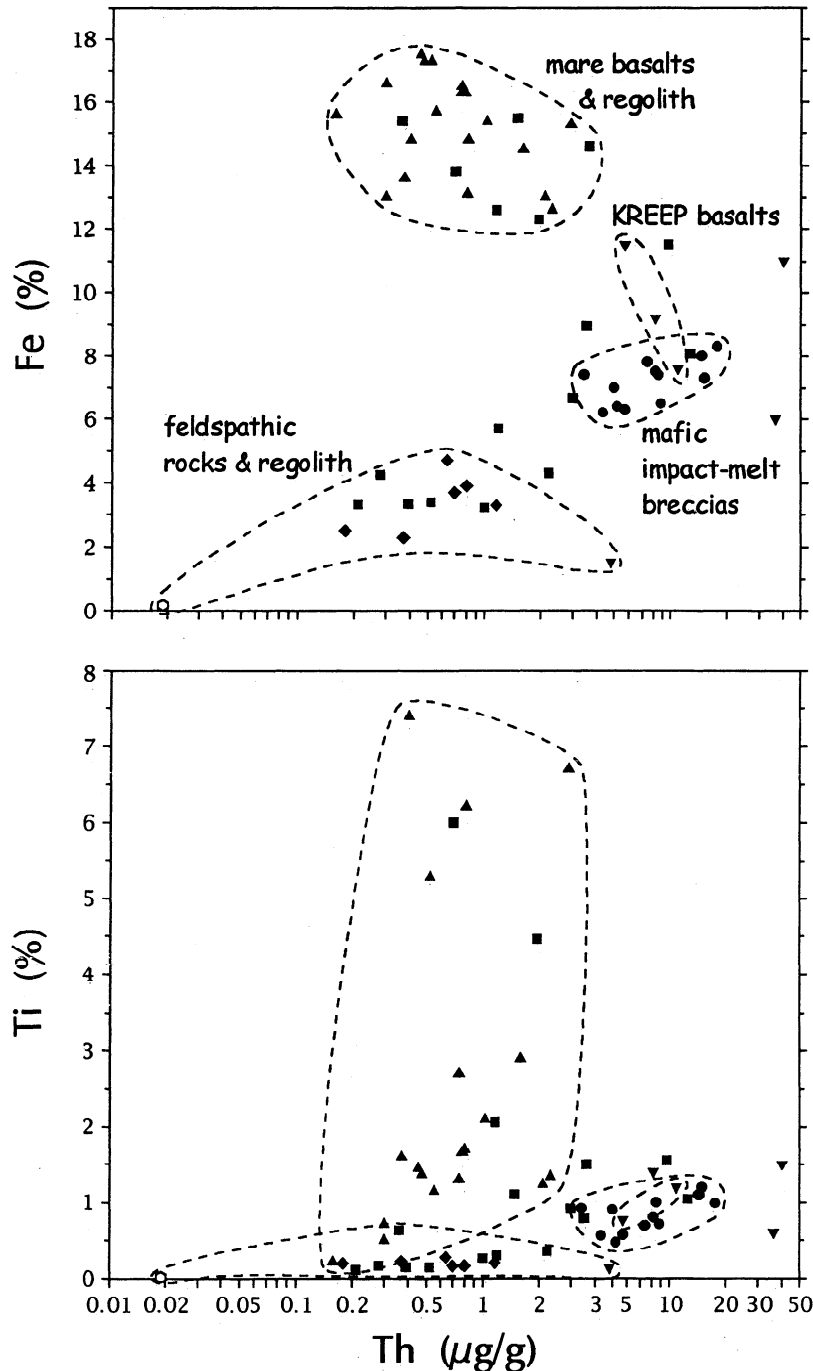 18
16
14
12
10
8
6
4
2
0
Fe (%)
mare basalts
& regolith
KREEP basalts
feldspathic
rocks & regolith
mafic
impact-melt
breccias
8
7
6
5
4
3
2
1
0
Ti (%)
0.01 0.02 0.05 0.1 0.2 0.5 1 2 3 5 10 20 30 50
Th (μg/g)